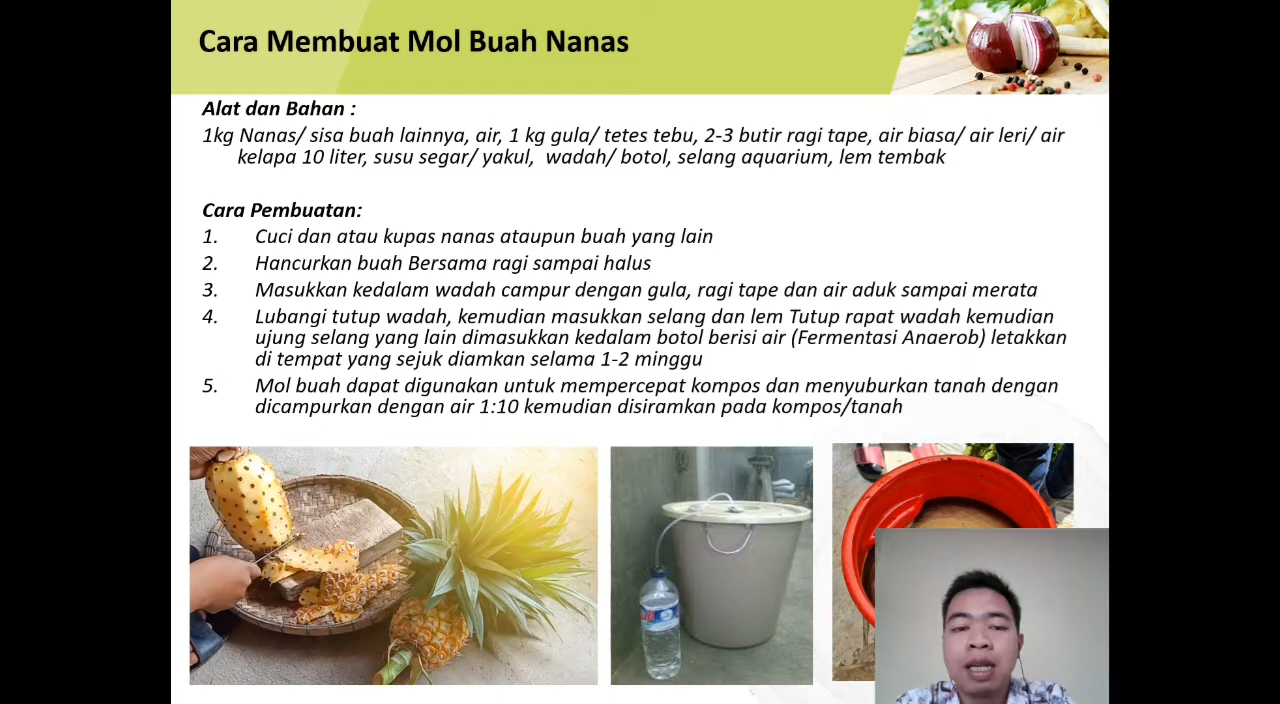 Cara Membuat Mol Buah Nanas
Alat dan Bahan :
1kg Nanas/ sisa buah lainnya, air, 1 kg gula/ tetes tebu, 2-3 butir ragi tape, air biasa/ air leri/ air
kelapa 10 liter, susu segar/ yakul, wadah/ botol, selang aquarium, lem tembak
Cara Pembuatan:
1. Cuci dan atau kupas nanas ataupun buah yang lain
2. Hancurkan buah Bersama ragi sampai halus
3. Masukkan kedalam wadah campur dengan gula, ragi tape dan air aduk sampai merata
4. Lubangi tutup wadah, kemudian masukkan selang dan lem Tutup rapat wadah kemudian
ujung selang yang lain dimasukkan kedalam botol berisi air (Fermentasi Anaerob) letakkan
di tempat yang sejuk diamkan selama 1-2 minggu
5. Mol buah dapat digunakan untuk mempercepat kompos dan menyuburkan tanah dengan
dicampurkan dengan air 1:10 kemudian disiramkan pada kompos/tanah